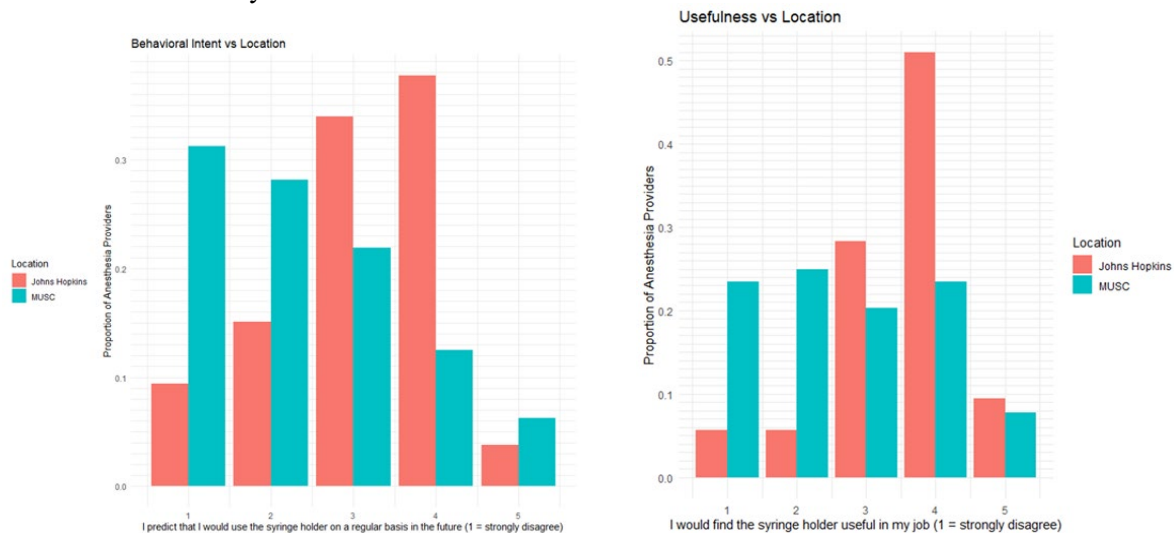 Behavioral Intent vs Location
Proportion of Anesthesia Providers
0.3
0.2
0.1
0.0
1 2 3 4 5
I predict that I would use the syringe holder on a regular basis in the future (1 = strongly disagree)
Location
Johns Hopkins
MUSC
Usefulness vs Location
Proportion of Anesthesia Providers
0.5
0.4
0.3
0.2
0.1
0.0
1 2 3 4 5
I would find the syringe holder useful in my job (1 = strongly disagree)
Location
Johns Hopkins
MUSC